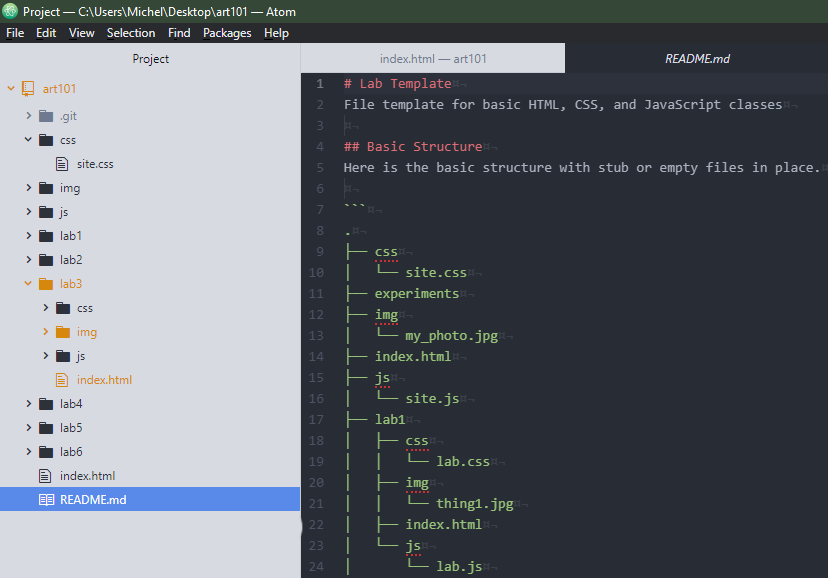 Project — C:\Users\Michel\Desktop\art101 — Atom
File Edit View Selection Find Packages Help
Project
art101
.git
css
site.css
img
js
lab1
lab2
lab3
css
img
js
index.html
lab4
lab5
lab6
index.html
README.md
index.html — art101
README.md
1 # Lab Template¤¬
2 File template for basic HTML, CSS, and JavaScript classes¤¬
3 ¤¬
4 ## Basic Structure¤¬
5 Here is the basic structure with stub or empty files in place.¤
6 ¤¬
7 ```¤¬
8 .¤¬
9 ├── css¤¬
10 │   └── site.css¤¬
11 ├── experiments¤¬
12 ├── img¤¬
13 │   └── my_photo.jpg¤¬
14 ├── index.html¤¬
15 ├── js¤¬
16 │   └── site.js¤¬
17 ├── lab1¤¬
18 │   ├── css¤¬
19 │   │   └── lab.css¤¬
20 │   ├── img¤¬
21 │   │   └── thing1.jpg¤¬
22 │   ├── index.html¤¬
23 │   └── js¤¬
24 │       └── lab.js¤¬